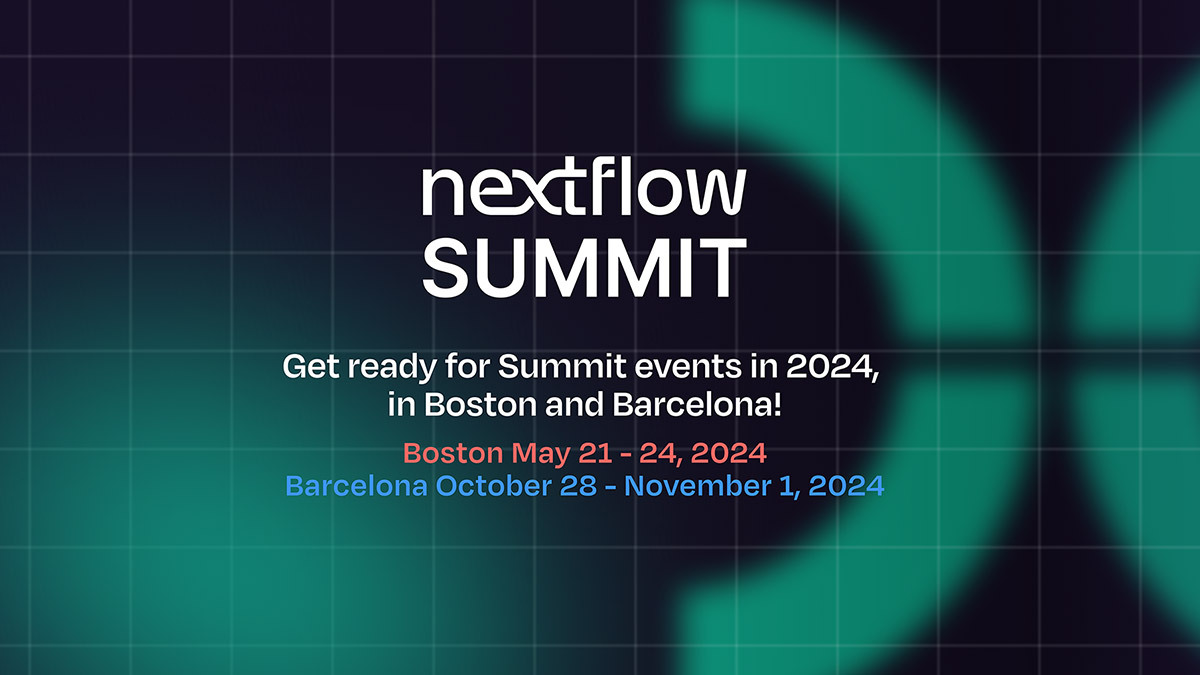 nextflow
SUMMIT
Get ready for Summit events in 2024,
in Boston and Barcelona!
Boston May 21 - 24, 2024
Barcelona October 28 - November 1, 2024